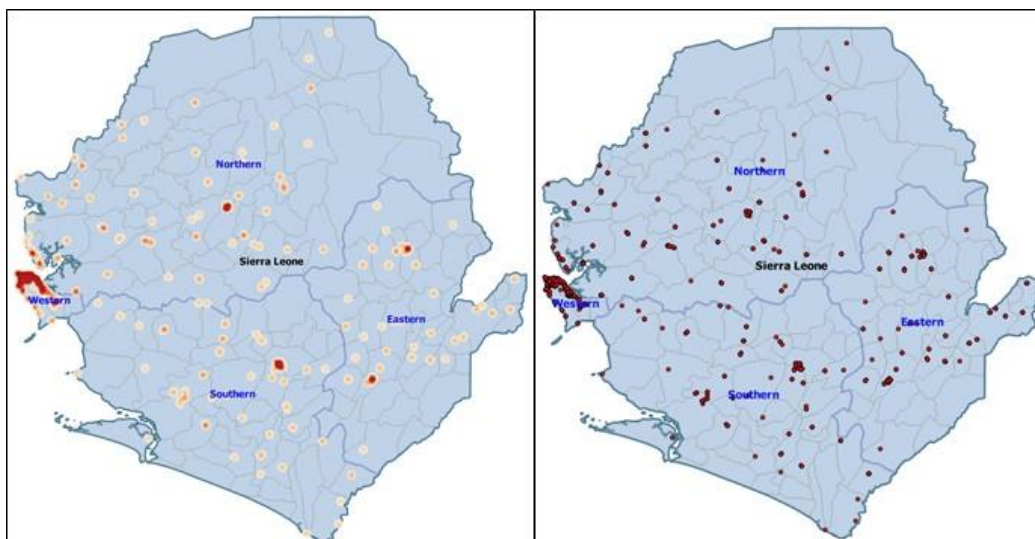 Northern
Sierra Leone
Western
Eastern
Southern
Northern
Sierra Leone
Western
Eastern
Southern